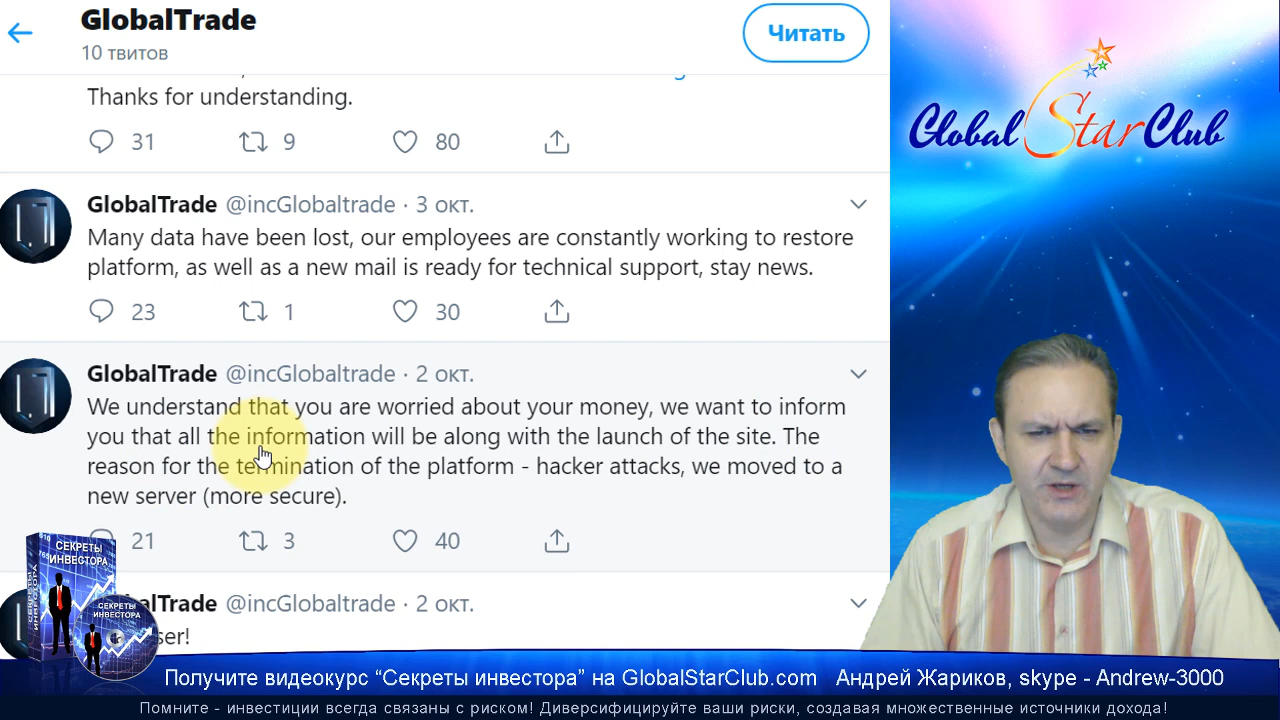 GlobalTrade
10 твитов
Читать
Thanks for understanding.
31 9 80
GlobalTrade @incGlobaltrade · 3 окт.
Many data have been lost, our employees are constantly working to restore
platform, as well as a new mail is ready for technical support, stay news.
23 1 30
GlobalTrade @incGlobaltrade · 2 окт.
We understand that you are worried about your money, we want to inform
you that all the information will be along with the launch of the site. The
reason for the termination of the platform - hacker attacks, we moved to a
new server (more secure).
21 3 40
GlobalTrade @incGlobaltrade · 2 окт.
ser!
Global Star Club
СЕКРЕТЫ
ИНВЕСТОРА
СЕКРЕТЫ
ИНВЕСТОРА
Получите видеокурс “Секреты инвестора” на GlobalStarClub.com Андрей Жариков, skype - Andrew-3000
Помните - инвестиции всегда связаны с риском! Диверсифицируйте ваши риски, создавая множественные источники дохода!